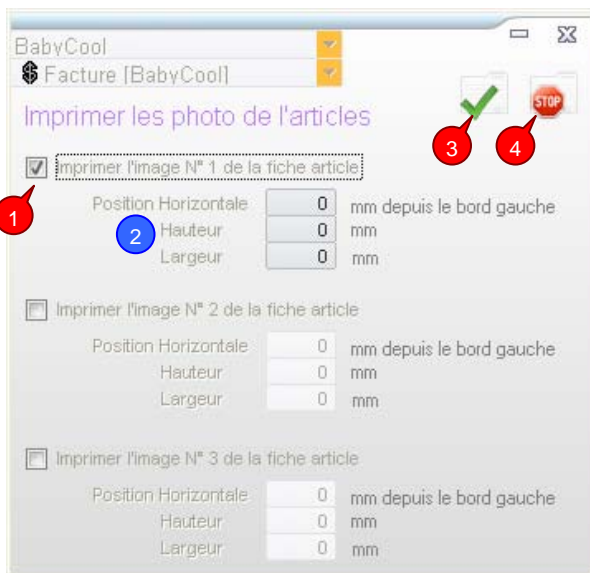 BabyCool
$ Facture [BabyCool]
STOP
Imprimer les photo de l'articles
3
4
Imprimer l'image N° 1 de la fiche article
1
Position Horizontale 0 mm depuis le bord gauche
2
Hauteur 0 mm
Largeur 0 mm
Imprimer l'image N° 2 de la fiche article
Position Horizontale 0 mm depuis le bord gauche
Hauteur 0 mm
Largeur 0 mm
Imprimer l'image N° 3 de la fiche article
Position Horizontale 0 mm depuis le bord gauche
Hauteur 0 mm
Largeur 0 mm